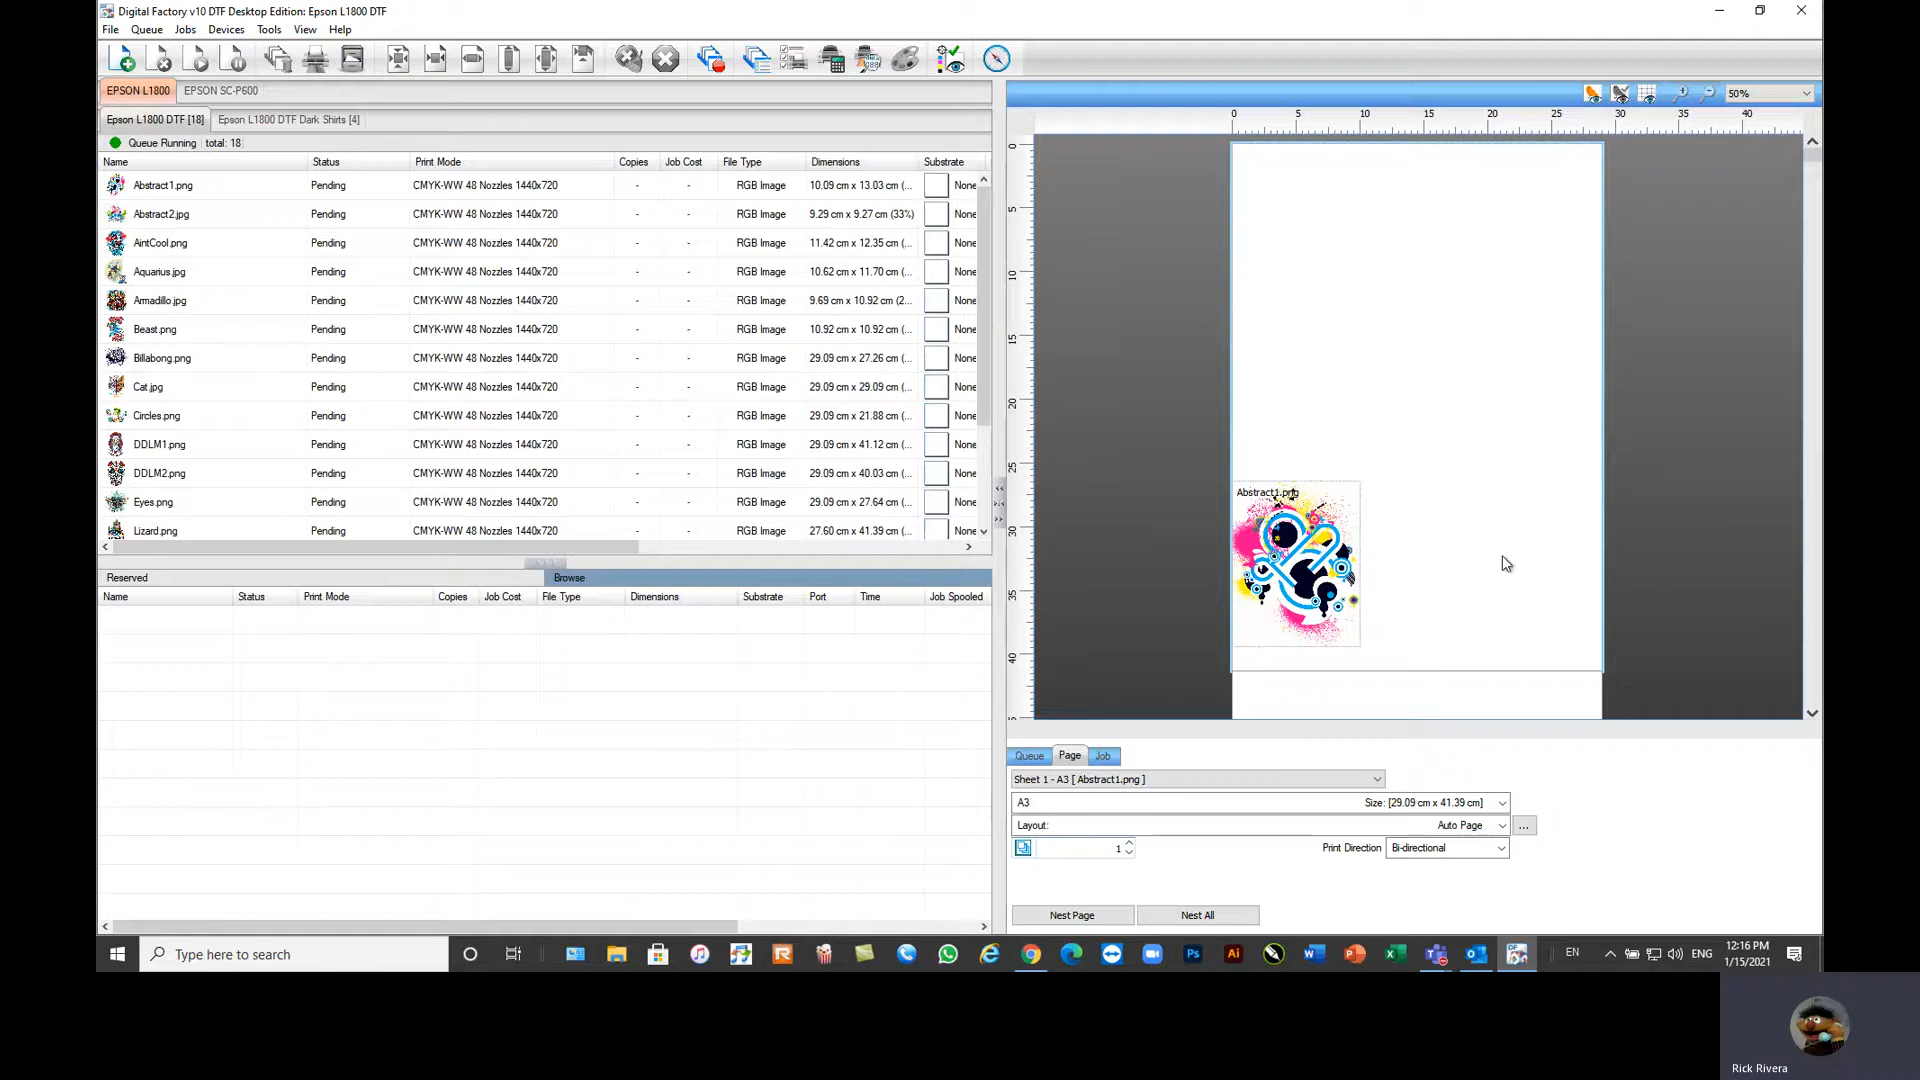 Digital Factory v10 DTF Desktop Edition: Epson L1800 DTF
File Queue Jobs Devices Tools View Help
EPSON L1800 EPSON SC-P600
Epson L1800 DTF [18] Epson L1800 DTF Dark Shirts [4]
Queue Running total: 18
Name Status Print Mode Copies Job Cost File Type Dimensions Substrate
Abstract1.png Pending CMYK-WW 48 Nozzles 1440x720 - - RGB Image 10.09 cm x 13.03 cm (... None
Abstract2.jpg Pending CMYK-WW 48 Nozzles 1440x720 - - RGB Image 9.29 cm x 9.27 cm (33%) None
AintCool.png Pending CMYK-WW 48 Nozzles 1440x720 - - RGB Image 11.42 cm x 12.35 cm (... None
Aquarius.jpg Pending CMYK-WW 48 Nozzles 1440x720 - - RGB Image 10.62 cm x 11.70 cm (... None
Armadillo.jpg Pending CMYK-WW 48 Nozzles 1440x720 - - RGB Image 9.69 cm x 10.92 cm (2... None
Beast.png Pending CMYK-WW 48 Nozzles 1440x720 - - RGB Image 10.92 cm x 10.92 cm (... None
Billabong.png Pending CMYK-WW 48 Nozzles 1440x720 - - RGB Image 29.09 cm x 27.26 cm (... None
Cat.jpg Pending CMYK-WW 48 Nozzles 1440x720 - - RGB Image 29.09 cm x 29.09 cm (... None
Circles.png Pending CMYK-WW 48 Nozzles 1440x720 - - RGB Image 29.09 cm x 21.88 cm (... None
DDLM1.png Pending CMYK-WW 48 Nozzles 1440x720 - - RGB Image 29.09 cm x 41.12 cm (... None
DDLM2.png Pending CMYK-WW 48 Nozzles 1440x720 - - RGB Image 29.09 cm x 40.03 cm (... None
Eyes.png Pending CMYK-WW 48 Nozzles 1440x720 - - RGB Image 29.09 cm x 27.64 cm (... None
Lizard.png Pending CMYK-WW 48 Nozzles 1440x720 - - RGB Image 27.60 cm x 41.39 cm (... None
Reserved Browse
Name Status Print Mode Copies Job Cost File Type Dimensions Substrate Port Time Job Spooled
50%
0 5 10 15 20 25 30 35 40
0
5
10
15
20
25
30
35
40
Abstract1.png
Queue Page Job
Sheet 1 - A3 [ Abstract1.png ]
A3 Size: [29.09 cm x 41.39 cm]
Layout: Auto Page ...
1 Print Direction Bi-directional
Nest Page Nest All
Type here to search
Ps Ai
EN ENG
12:16 PM
1/15/2021
Rick Rivera